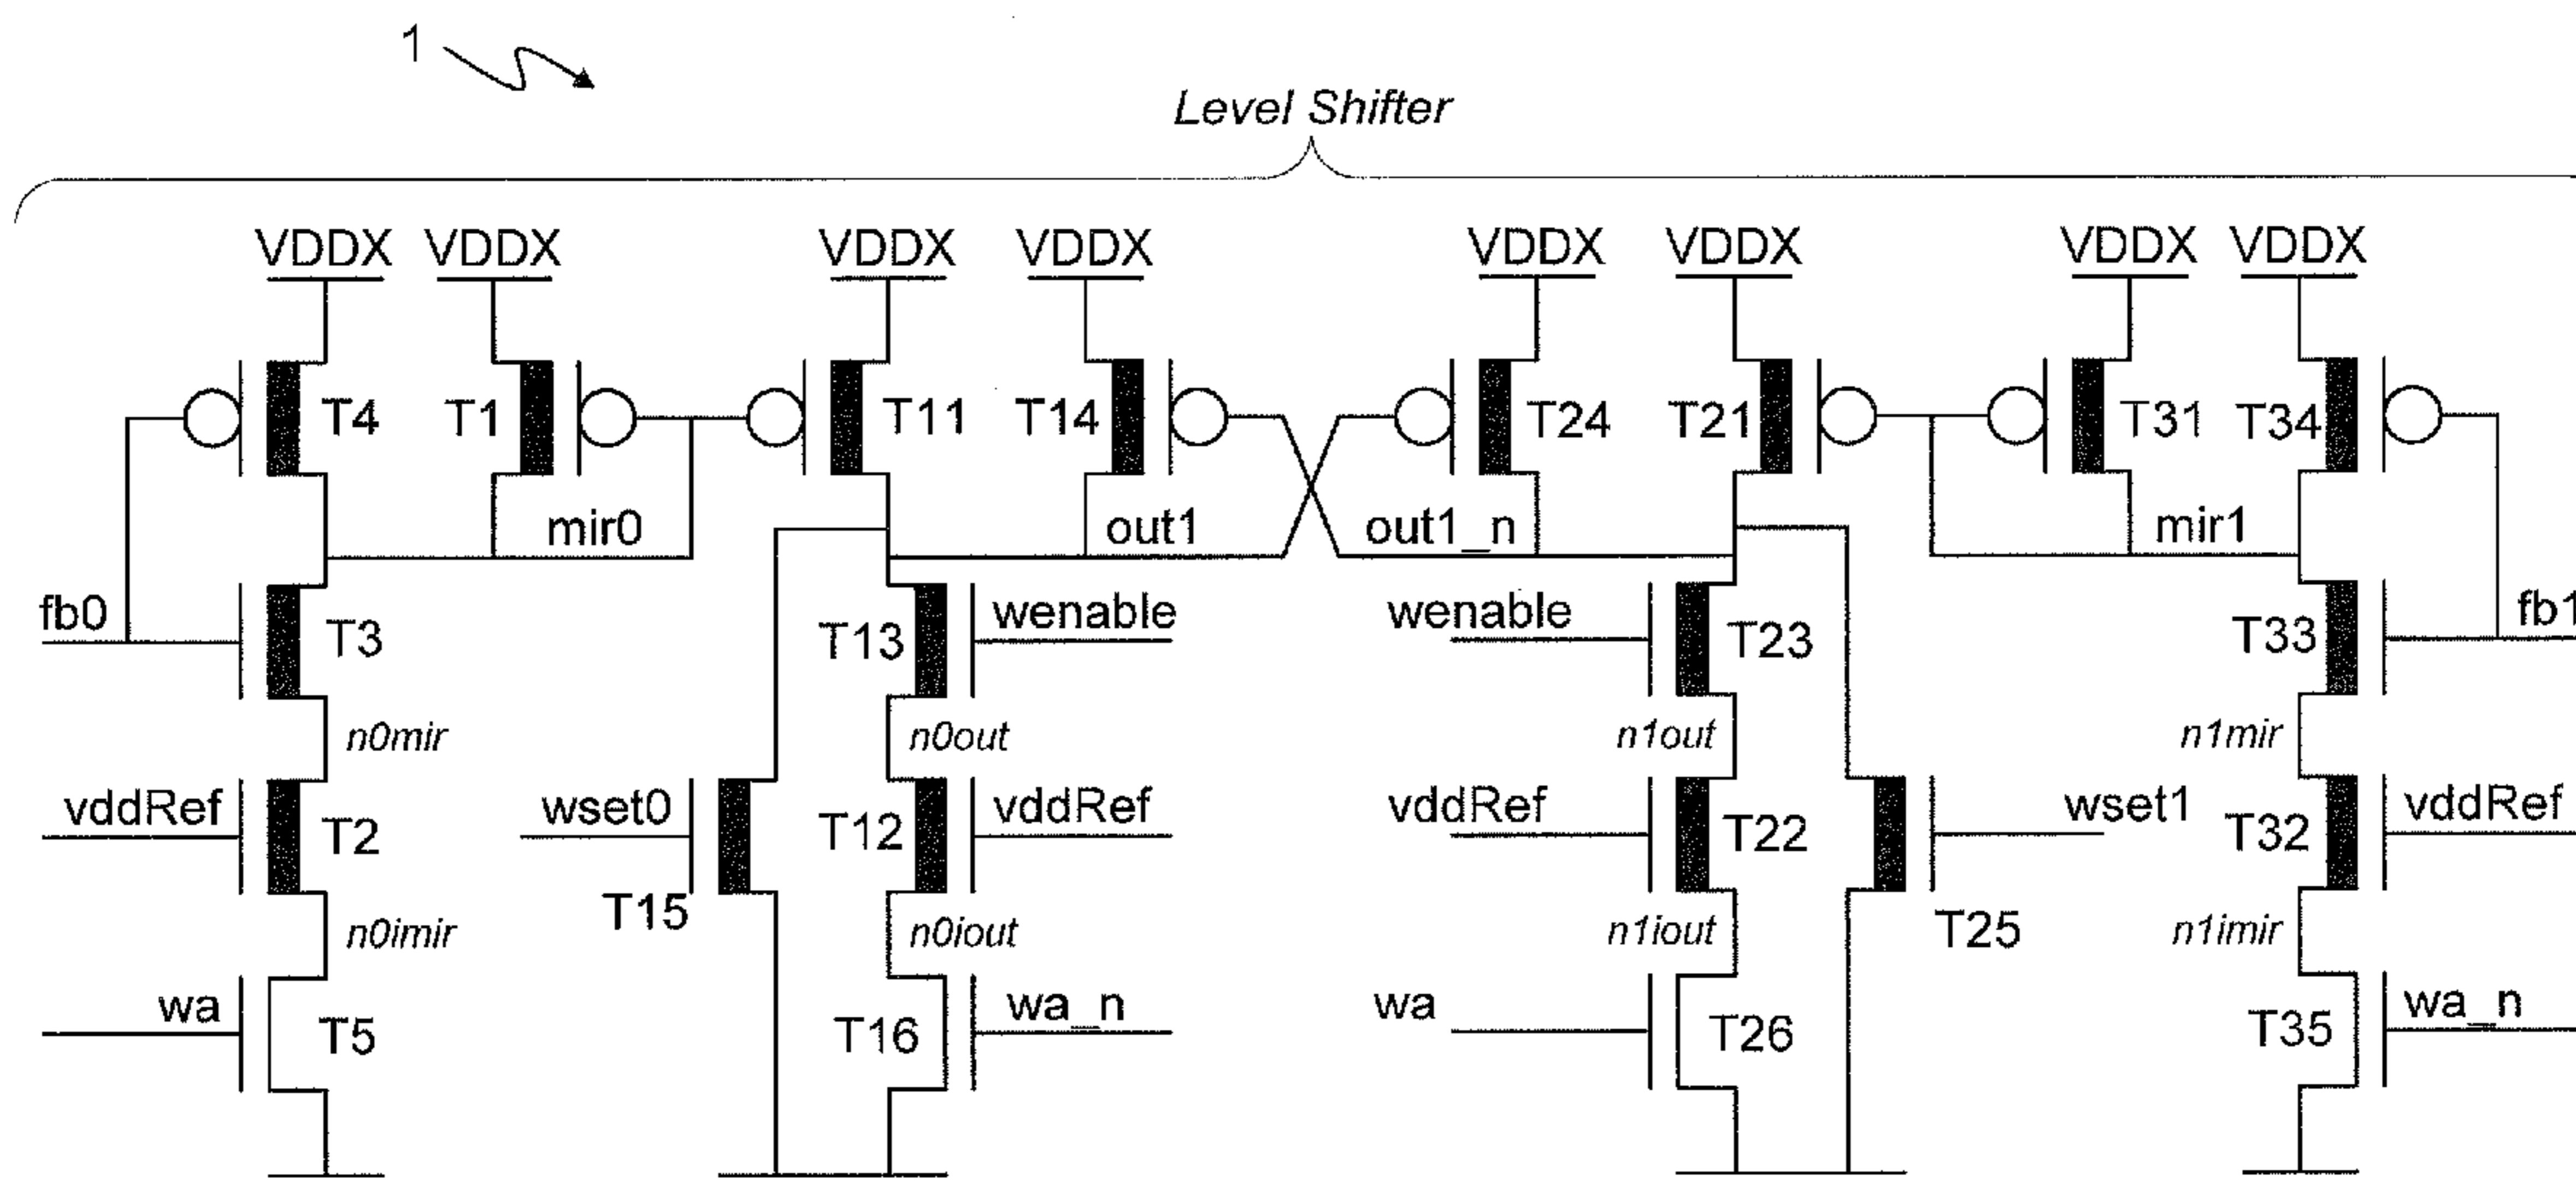 1
Level Shifter
VDDX VDDX VDDX VDDX VDDX VDDX VDDX VDDX
T4 T1 T11 T14 T24 T21 T31 T34
mir0 out1 out1_n mir1
fb0 T3 T13 wenable wenable T23 T33 fb1
n0mir n0out n1out n1mir
vddRef T2 wset0 T12 vddRef vddRef T22 wset1 T32 vddRef
T15 T25
n0imir n0iout n1iout n1imir
wa T5 T16 wa_n wa T26 T35 wa_n